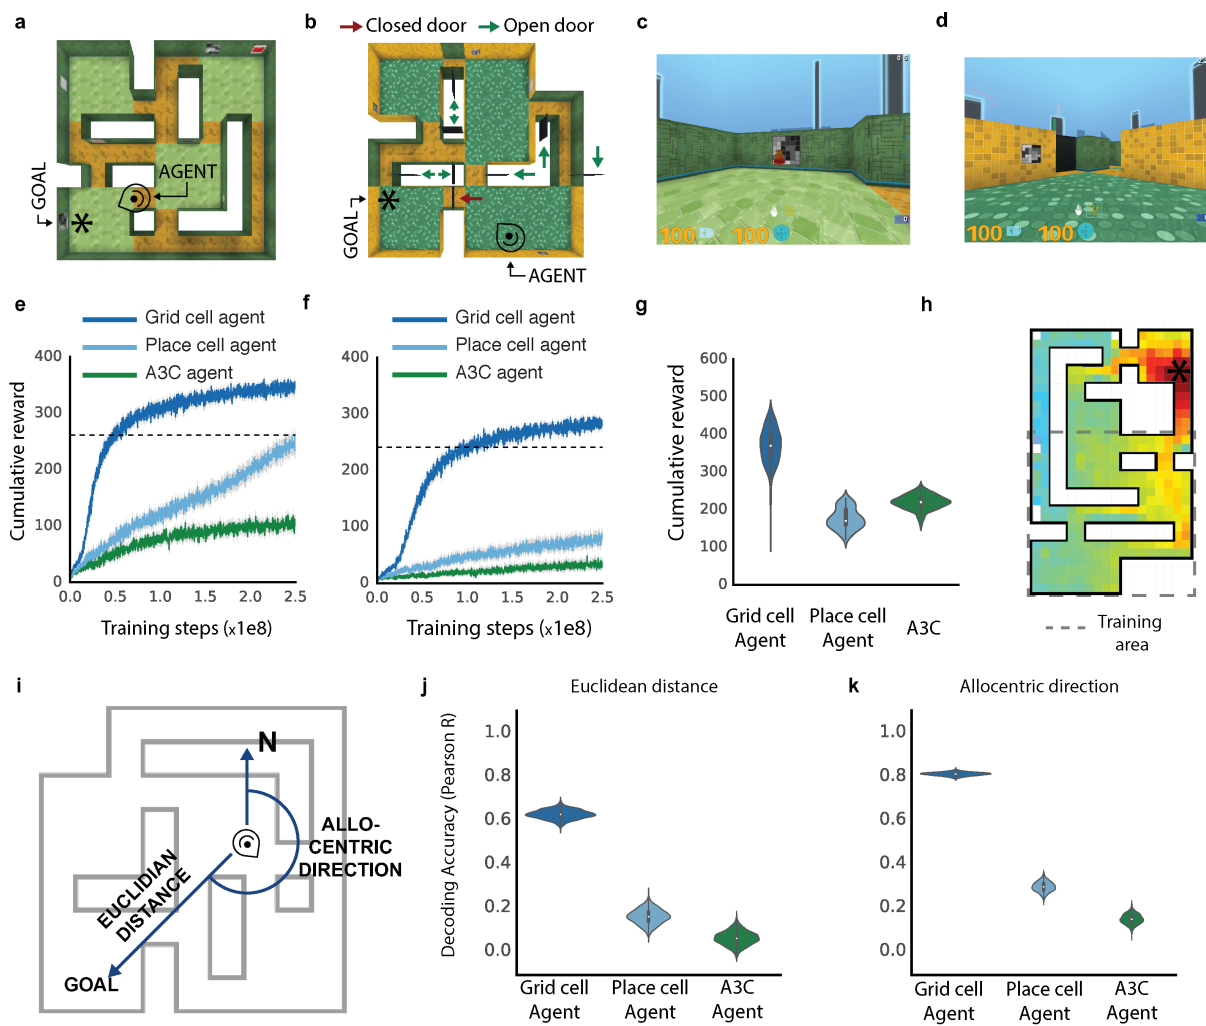 a
GOAL
AGENT
b
Closed door
Open door
GOAL
AGENT
c
100
100
d
100
100
e
Grid cell agent
Place cell agent
A3C agent
Cumulative reward
400
300
200
100
0
0.0 0.5 1.0 1.5 2.0 2.5
Training steps (x1e8)
f
Grid cell agent
Place cell agent
A3C agent
400
300
200
100
0
0.0 0.5 1.0 1.5 2.0 2.5
Training steps (x1e8)
g
Cumulative reward
600
500
400
300
200
100
0
Grid cell
Agent
Place cell
Agent
A3C
h
Training
area
i
N
ALLO-
CENTRIC
DIRECTION
EUCLIDIAN
DISTANCE
GOAL
j
Euclidean distance
Decoding Accuracy (Pearson R)
1.0
0.8
0.6
0.4
0.2
0.0
Grid cell
Agent
Place cell
Agent
A3C
Agent
k
Allocentric direction
1.0
0.8
0.6
0.4
0.2
0.0
Grid cell
Agent
Place cell
Agent
A3C
Agent